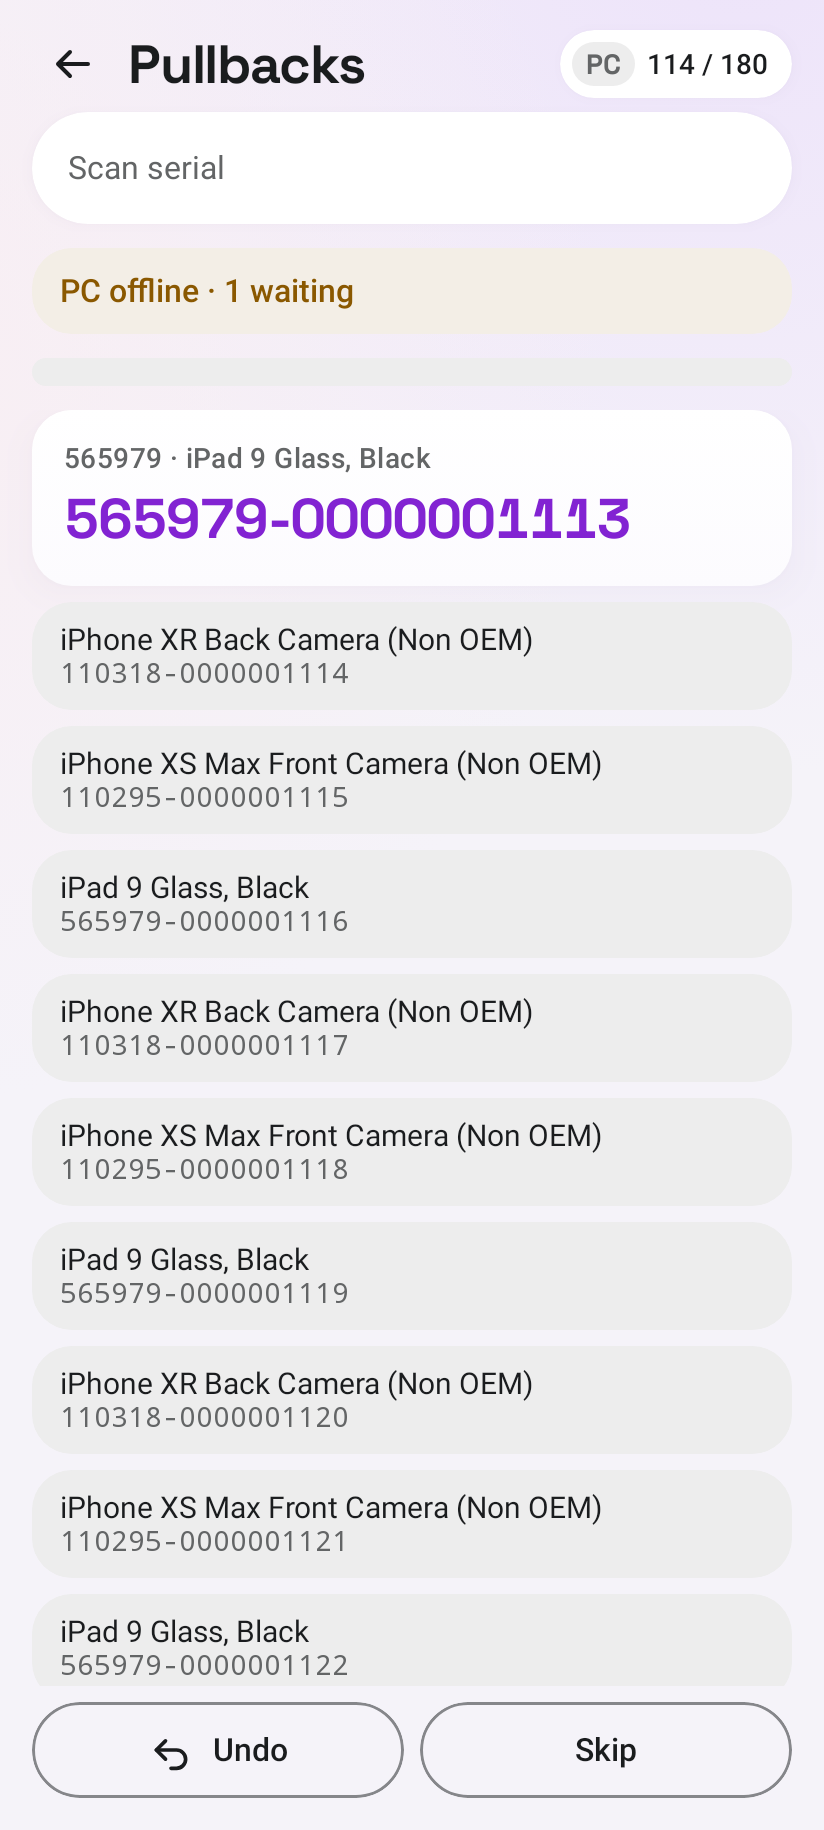 Pullbacks
PC 114 / 180
Scan serial
PC offline · 1 waiting
565979 · iPad 9 Glass, Black
565979-0000001113
iPhone XR Back Camera (Non OEM)
110318-0000001114
iPhone XS Max Front Camera (Non OEM)
110295-0000001115
iPad 9 Glass, Black
565979-0000001116
iPhone XR Back Camera (Non OEM)
110318-0000001117
iPhone XS Max Front Camera (Non OEM)
110295-0000001118
iPad 9 Glass, Black
565979-0000001119
iPhone XR Back Camera (Non OEM)
110318-0000001120
iPhone XS Max Front Camera (Non OEM)
110295-0000001121
iPad 9 Glass, Black
565979-0000001122
Undo
Skip